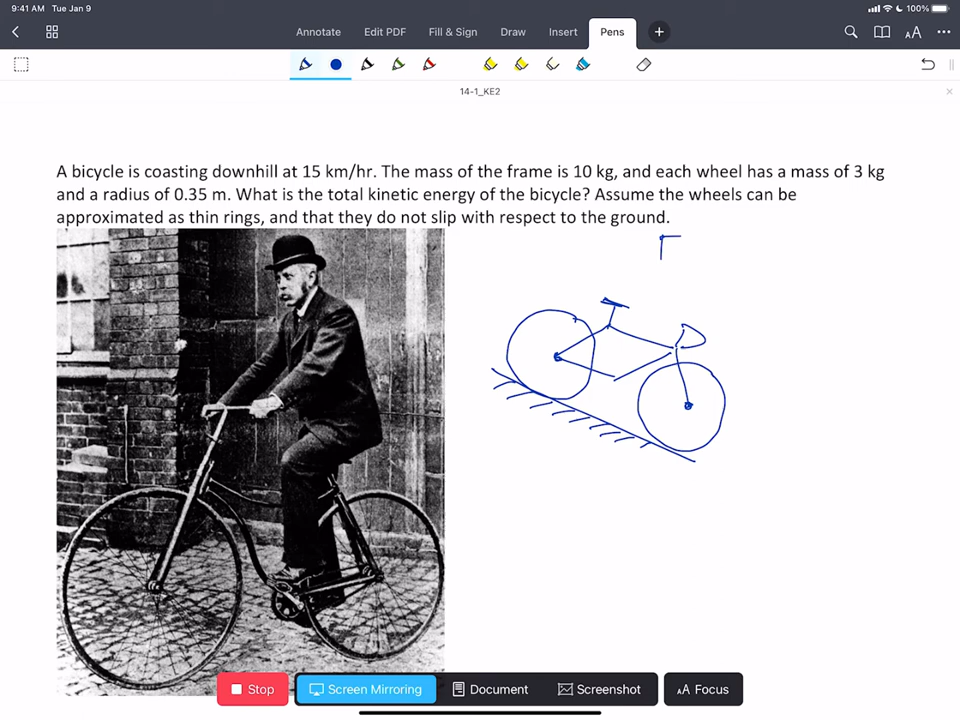 9:41 AM Tue Jan 9
100%
Annotate Edit PDF Fill & Sign Draw Insert Pens
AA
14-1_KE2
A bicycle is coasting downhill at 15 km/hr. The mass of the frame is 10 kg, and each wheel has a mass of 3 kg
and a radius of 0.35 m. What is the total kinetic energy of the bicycle? Assume the wheels can be
approximated as thin rings, and that they do not slip with respect to the ground.
Stop Screen Mirroring Document Screenshot AA Focus